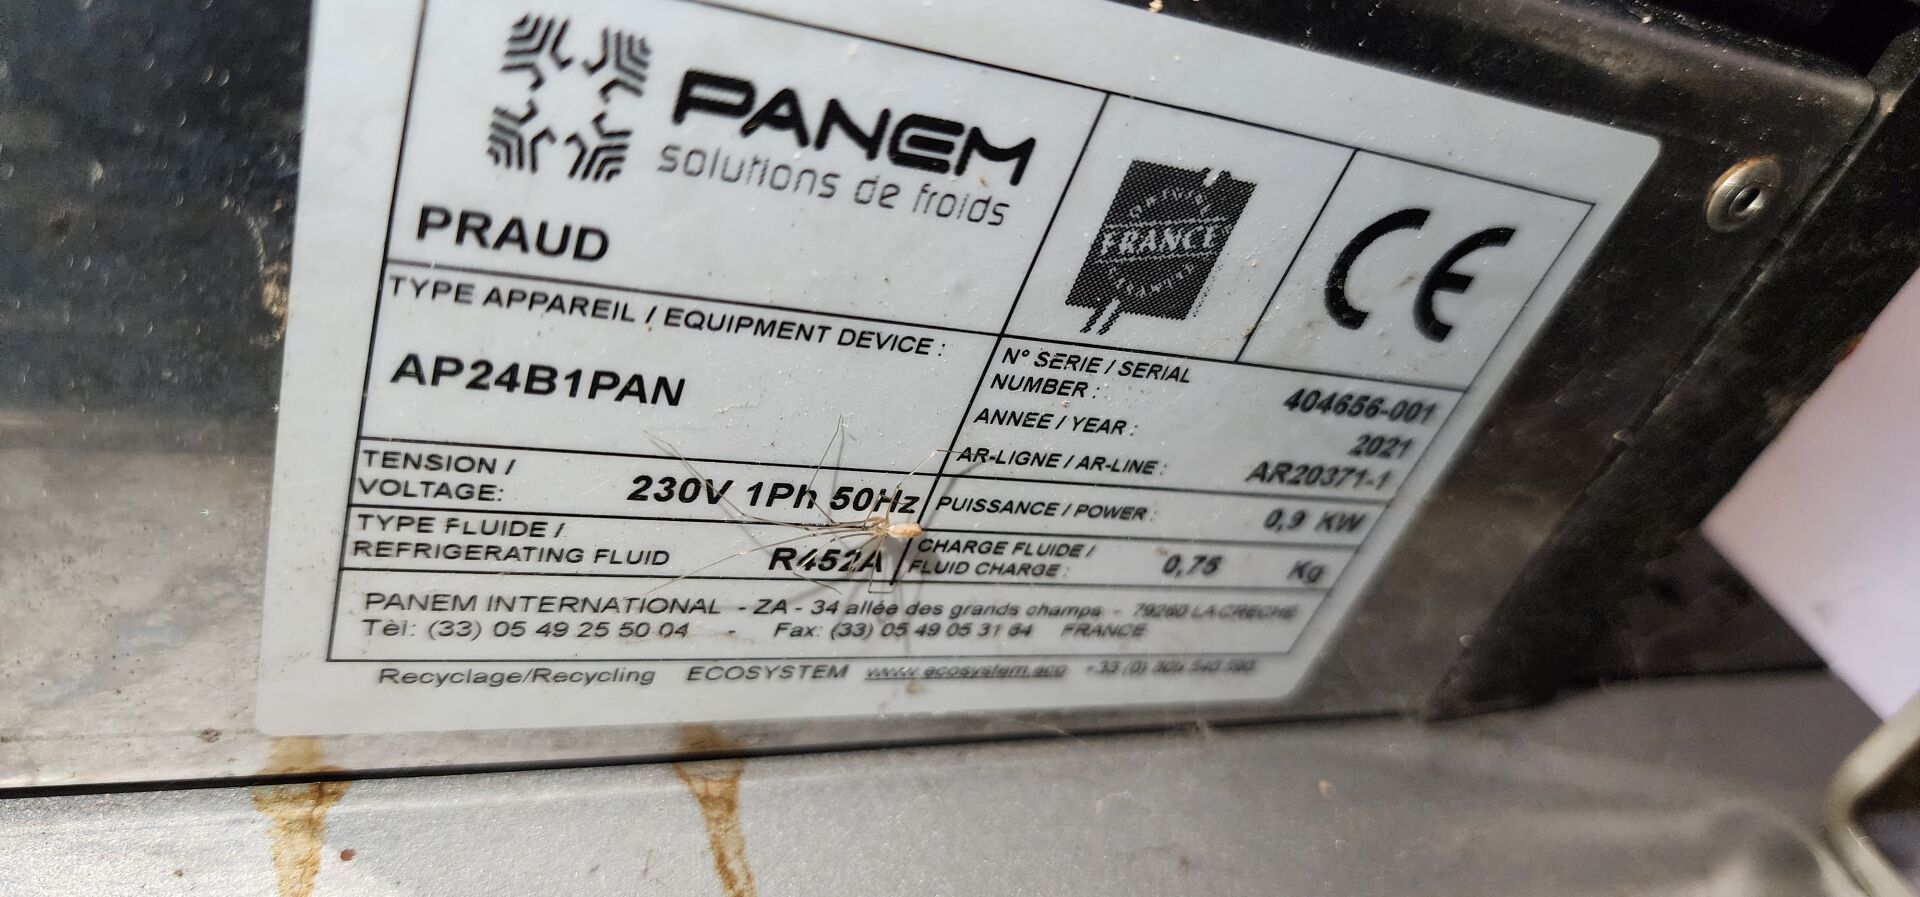 PANEM
solutions de froids
PRAUD
FRANCE
CE
TYPE APPAREIL / EQUIPMENT DEVICE :
AP24B1PAN
N° SERIE / SERIAL NUMBER : 404656-001
ANNEE / YEAR : 2021
AR-LIGNE / AR-LINE : AR20371-1
TENSION / VOLTAGE: 230V 1Ph 50Hz
PUISSANCE / POWER : 0,9 KW
TYPE FLUIDE / REFRIGERATING FLUID R452A
CHARGE FLUIDE / FLUID CHARGE : 0,75 Kg
PANEM INTERNATIONAL - ZA - 34 allée des grands champs - 79260 LA CRECHE
Tèl: (33) 05 49 25 50 04 - Fax: (33) 05 49 05 31 64 FRANCE
Recyclage/Recycling ECOSYSTEM